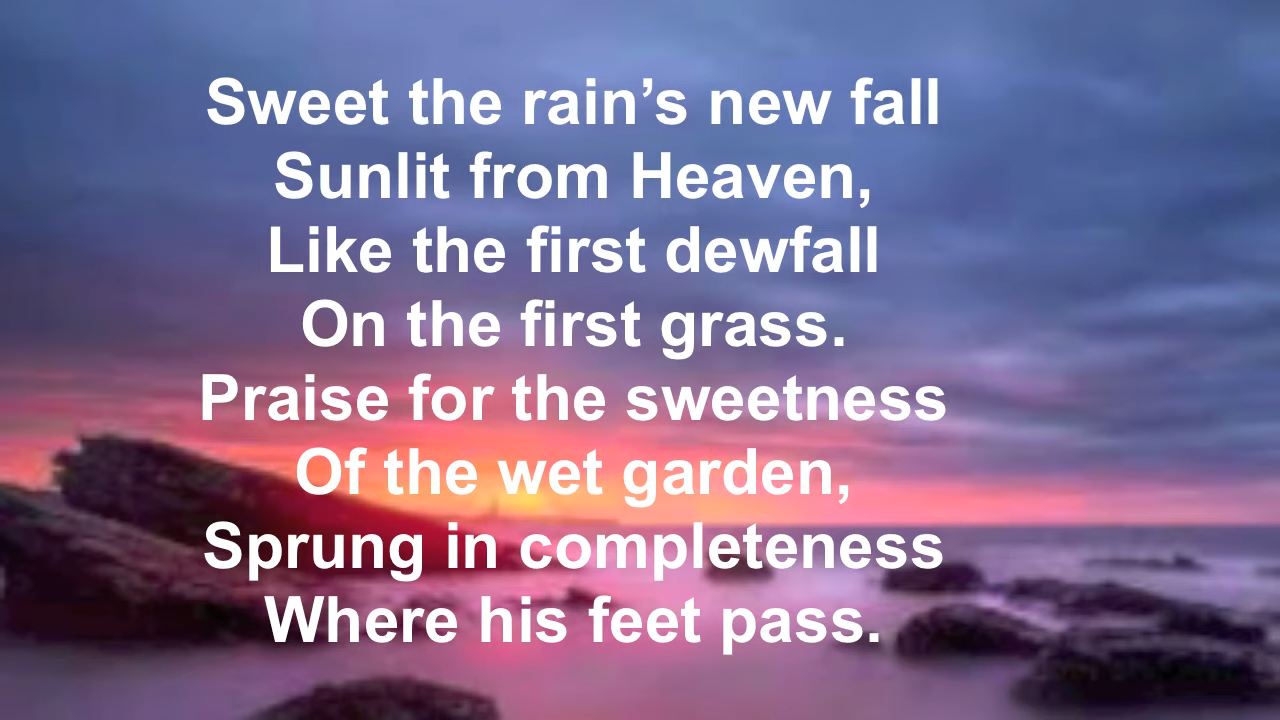 Sweet the rain’s new fall
Sunlit from Heaven,
Like the first dewfall
On the first grass.
Praise for the sweetness
Of the wet garden,
Sprung in completeness
Where his feet pass.